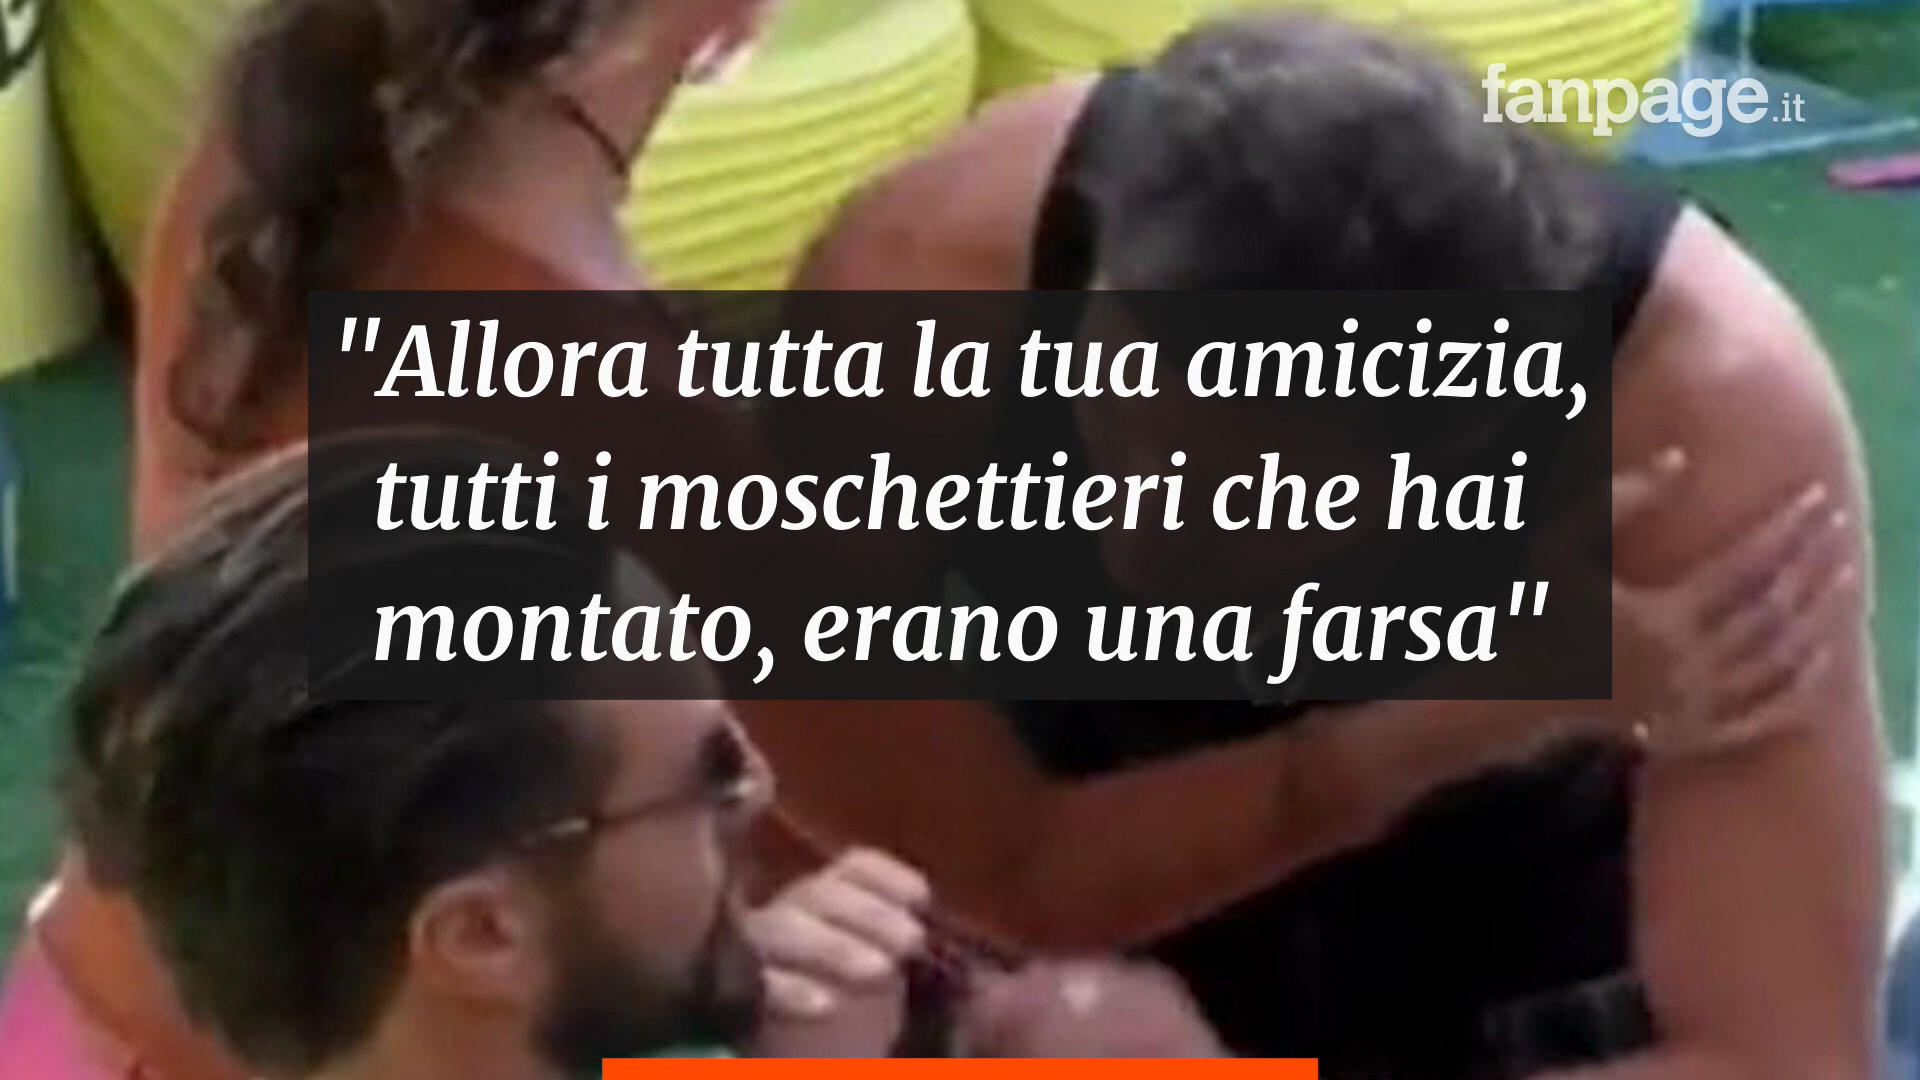 fanpage.it
"Allora tutta la tua amicizia,
tutti i moschettieri che hai
montato, erano una farsa"